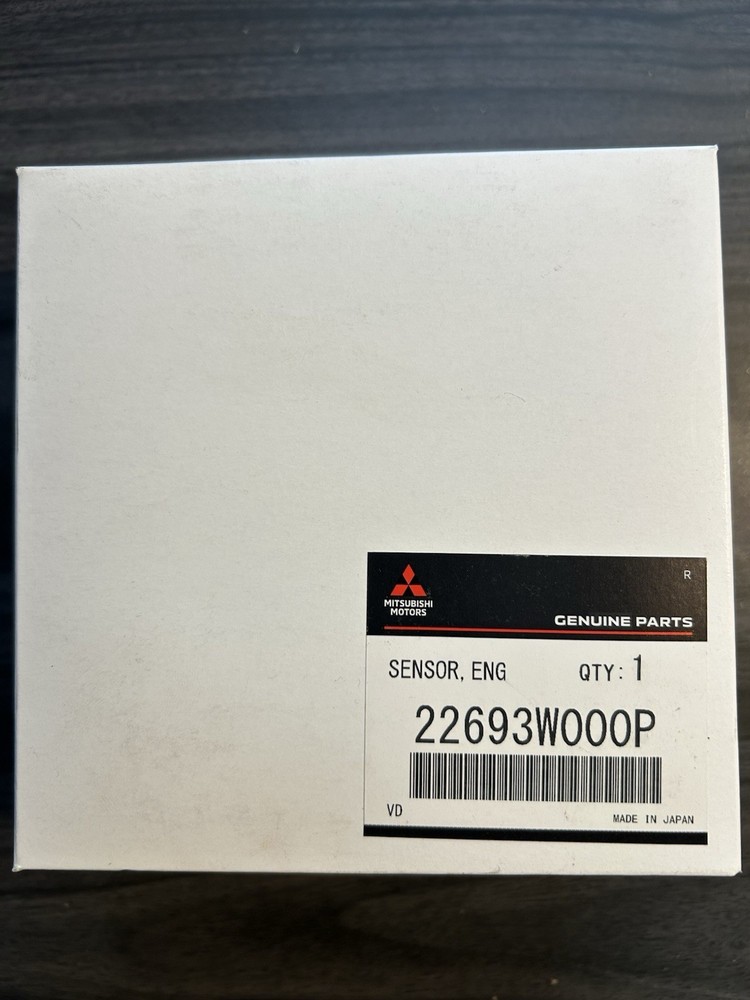 MITSUBISHI
MOTORS
R
GENUINE PARTS
SENSOR, ENG QTY: 1
22693W000P
VD
MADE IN JAPAN